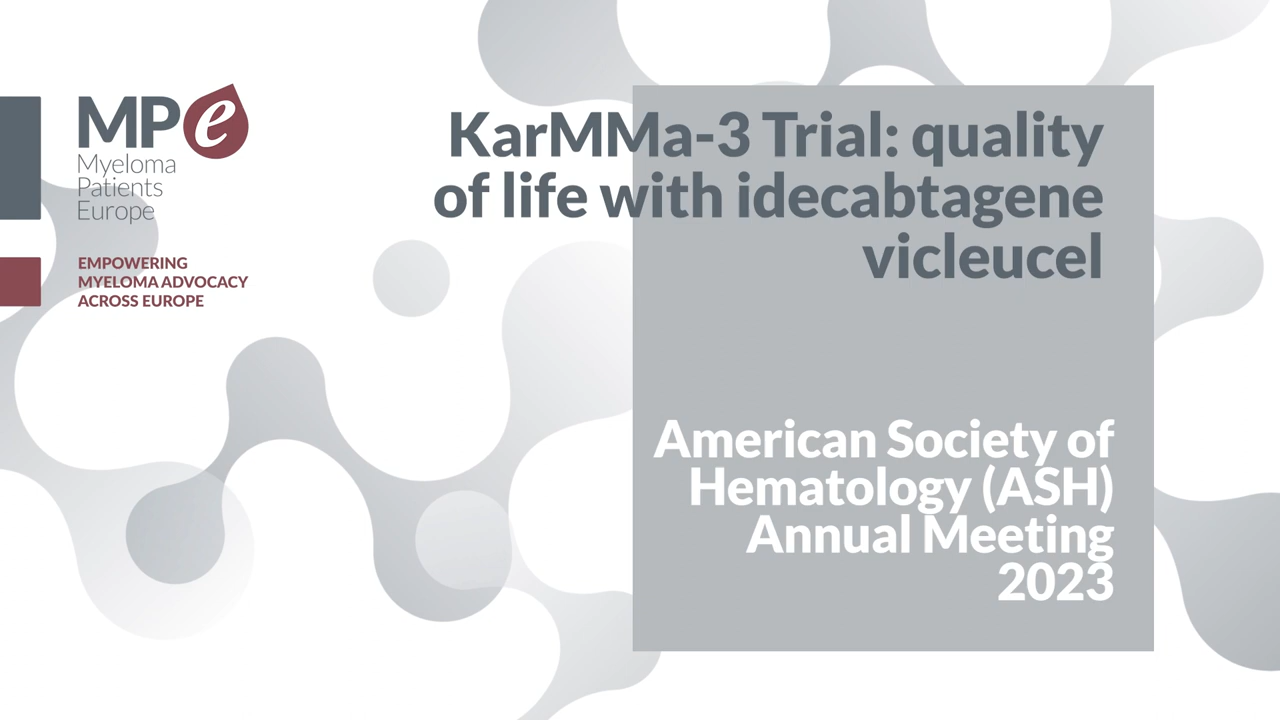 MPe
Myeloma
Patients
Europe
EMPOWERING
MYELOMA ADVOCACY
ACROSS EUROPE
KarMMa-3 Trial: quality
of life with idecabtagene
vicleucel
American Society of
Hematology (ASH)
Annual Meeting
2023